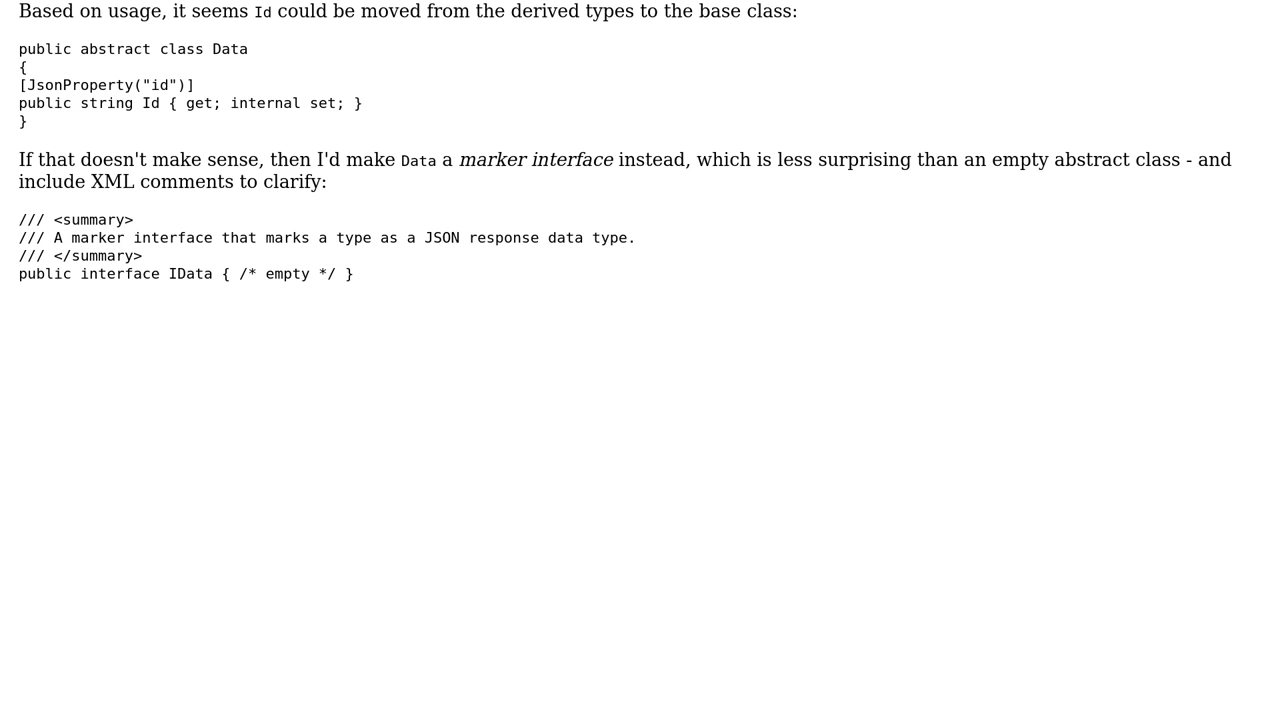 Based on usage, it seems Id could be moved from the derived types to the base class:
public abstract class Data
{
[JsonProperty("id")]
public string Id { get; internal set; }
}
If that doesn't make sense, then I'd make Data a marker interface instead, which is less surprising than an empty abstract class - and
include XML comments to clarify:
/// <summary>
/// A marker interface that marks a type as a JSON response data type.
/// </summary>
public interface IData { /* empty */ }